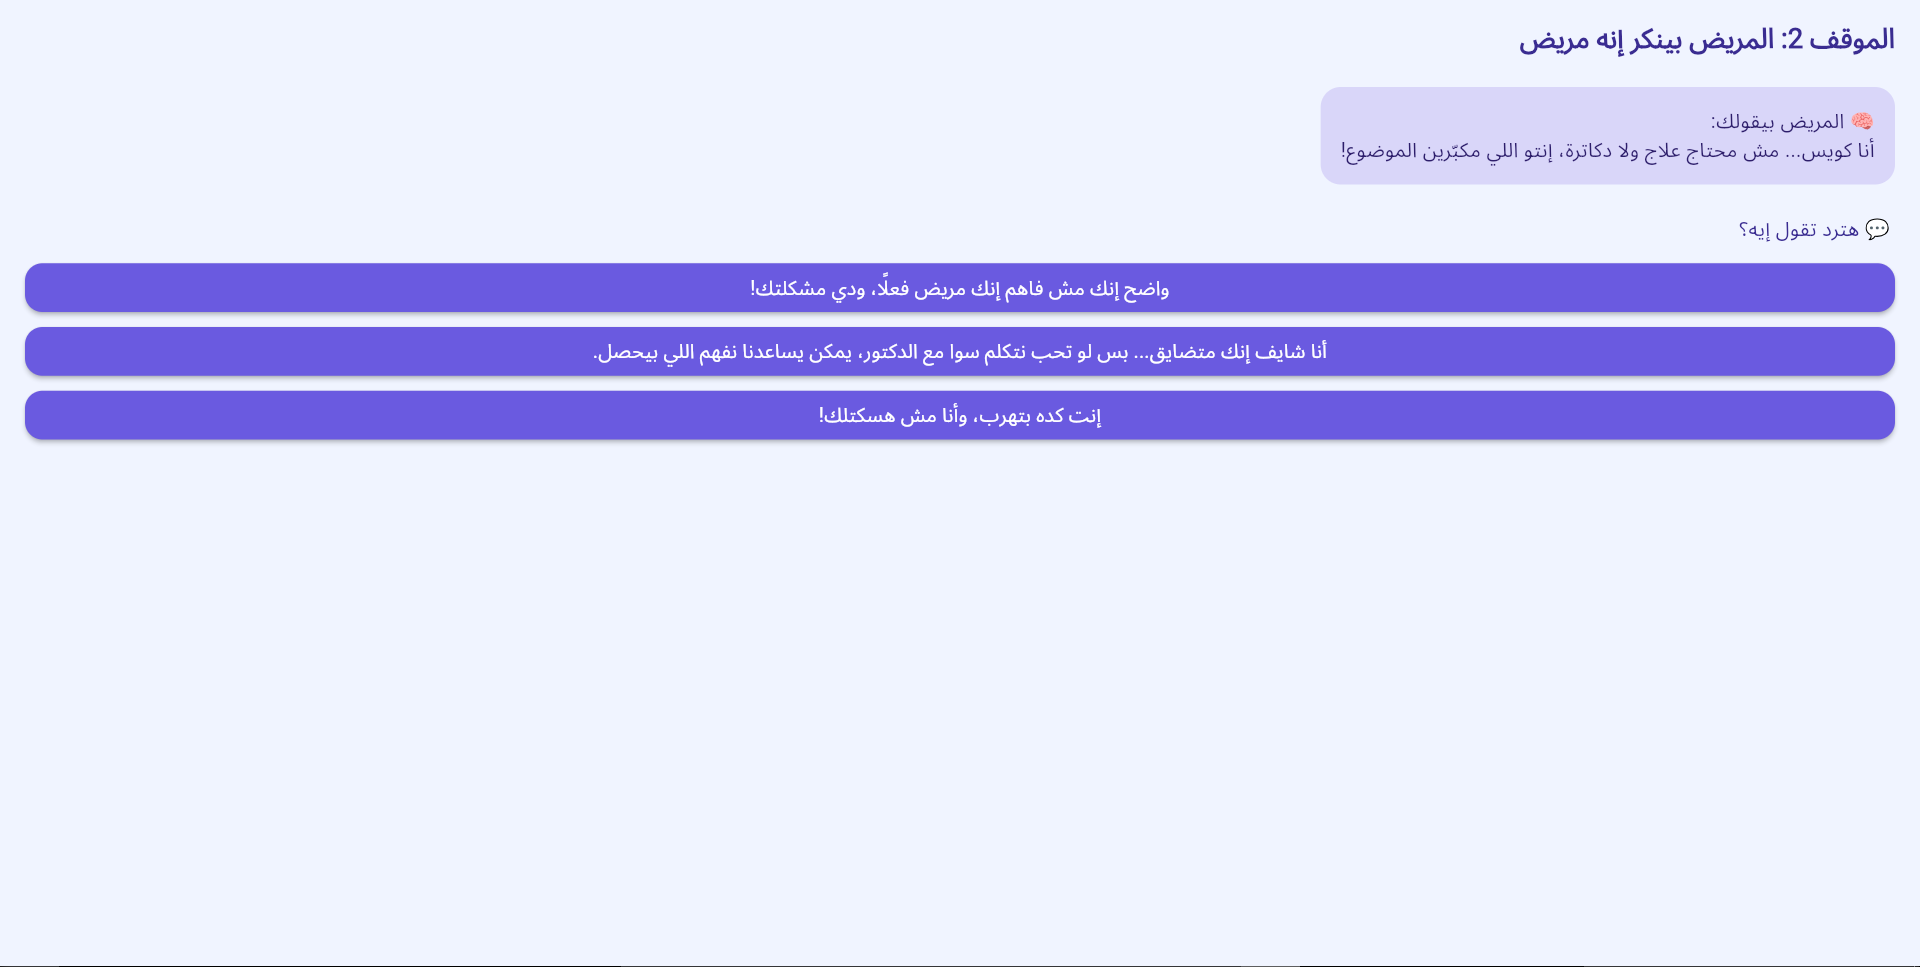 الموقف 2: المريض بينكر إنه مريض
🧠 المريض بيقولك:
أنا كويس... مش محتاج علاج ولا دكاترة، إنتو اللي مكبّرين الموضوع!
💬 هترد تقول إيه؟
واضح إنك مش فاهم إنك مريض فعلًا، ودي مشكلتك!
أنا شايف إنك متضايق... بس لو تحب نتكلم سوا مع الدكتور، يمكن يساعدنا نفهم اللي بيحصل.
إنت كده بتهرب، وأنا مش هسكتلك!